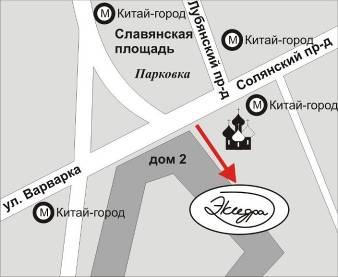 М Китай-город
Лубянский пр-д
М Китай-город
Славянская
площадь
Солянский пр-д
Парковка
М Китай-город
дом 2
ул. Варварка
М Китай-город
Экседра